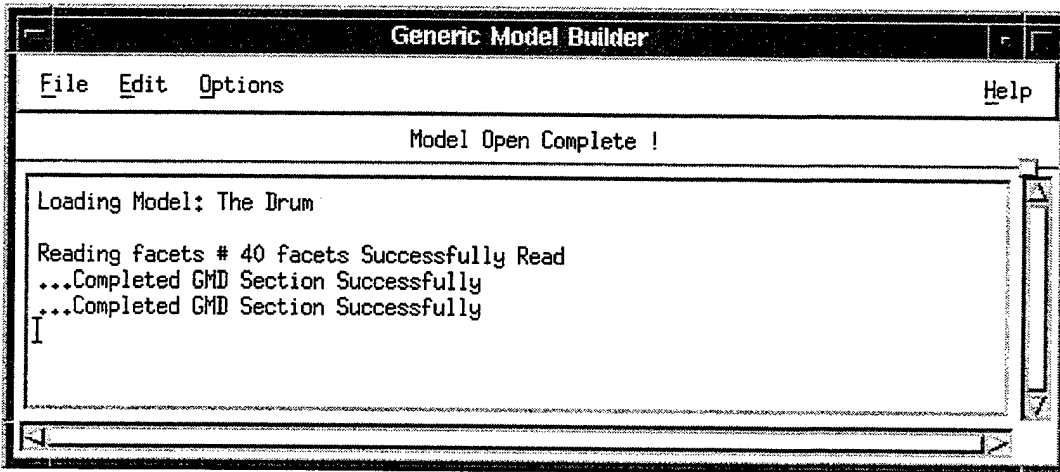 Generic Model Builder
File Edit Options Help
Model Open Complete !
Loading Model: The Drum
Reading facets # 40 facets Successfully Read
...Completed GMD Section Successfully
...Completed GMD Section Successfully